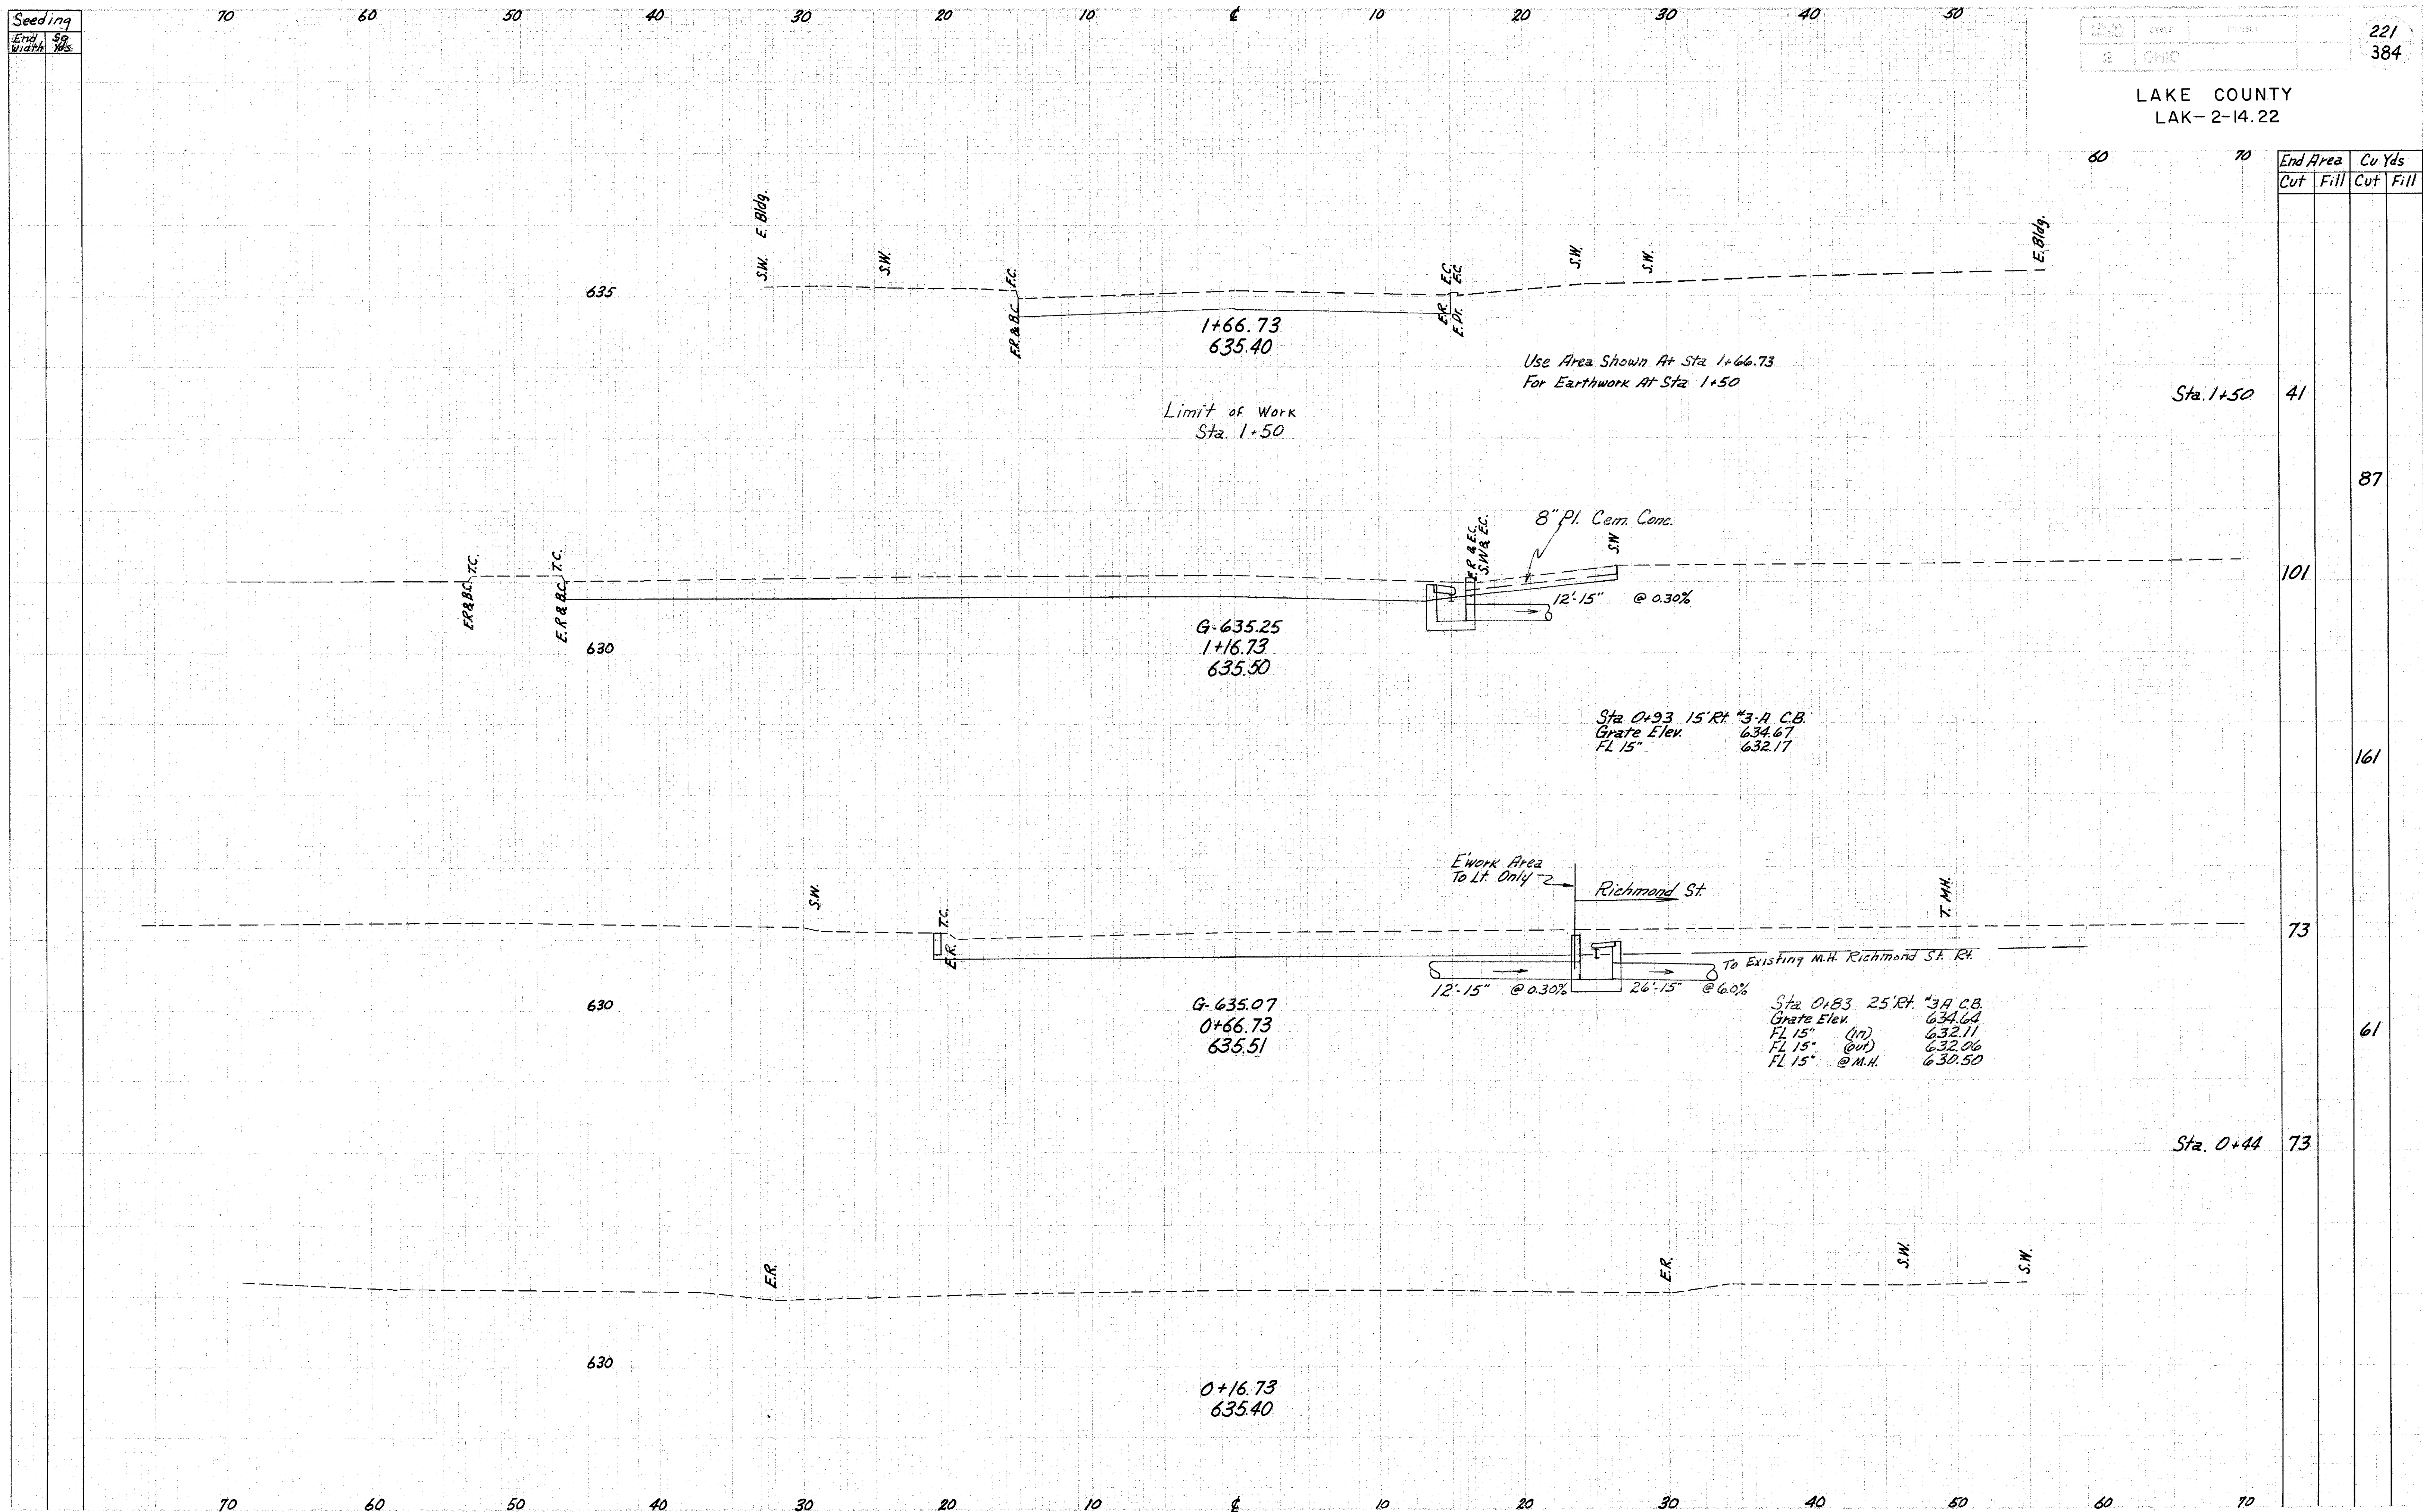 Seeding
End Width
Sq Yds
70 60 50 40 30 20 10 ℄ 10 20 30 40 50
OHIO
221
384
LAKE COUNTY
LAK-2-14.22
60 70
End Area Cu Yds
Cut Fill Cut Fill
S.W. E. Bldg.
S.W.
E.C.
E.R. & B.C.
E.R. E.C.
E.Dr. E.C.
S.W.
S.W.
E. Bldg.
635
1+66.73
635.40
Use Area Shown At Sta 1+66.73
For Earthwork At Sta 1+50
Sta. 1+50 41
Limit of Work
Sta. 1+50
87
8" Pl. Cem. Conc.
E.R. & B.C. T.C.
E.R. & B.C. T.C.
E.R. & E.C.
S.W. & E.C.
S.W
101
12'-15" @ 0.30%
G-635.25
1+16.73
635.50
630
Sta 0+93 15' Rt. #3-A C.B.
Grate Elev. 634.67
FL 15" 632.17
161
E'work Area
To Lt. Only
Richmond St.
S.W.
E.R. T.C.
T. MH.
73
To Existing M.H. Richmond St. Rt.
12'-15" @ 0.30%
26'-15" @ 6.0%
630
G-635.07
0+66.73
635.51
Sta 0+83 25' Rt. #3A C.B.
Grate Elev. 634.64
FL 15" (in) 632.11
FL 15" (out) 632.06
FL 15" @ M.H. 630.50
61
Sta. 0+44 73
E.R.
E.R.
S.W.
S.W.
630
0+16.73
635.40
70 60 50 40 30 20 10 ℄ 10 20 30 40 50 60 70